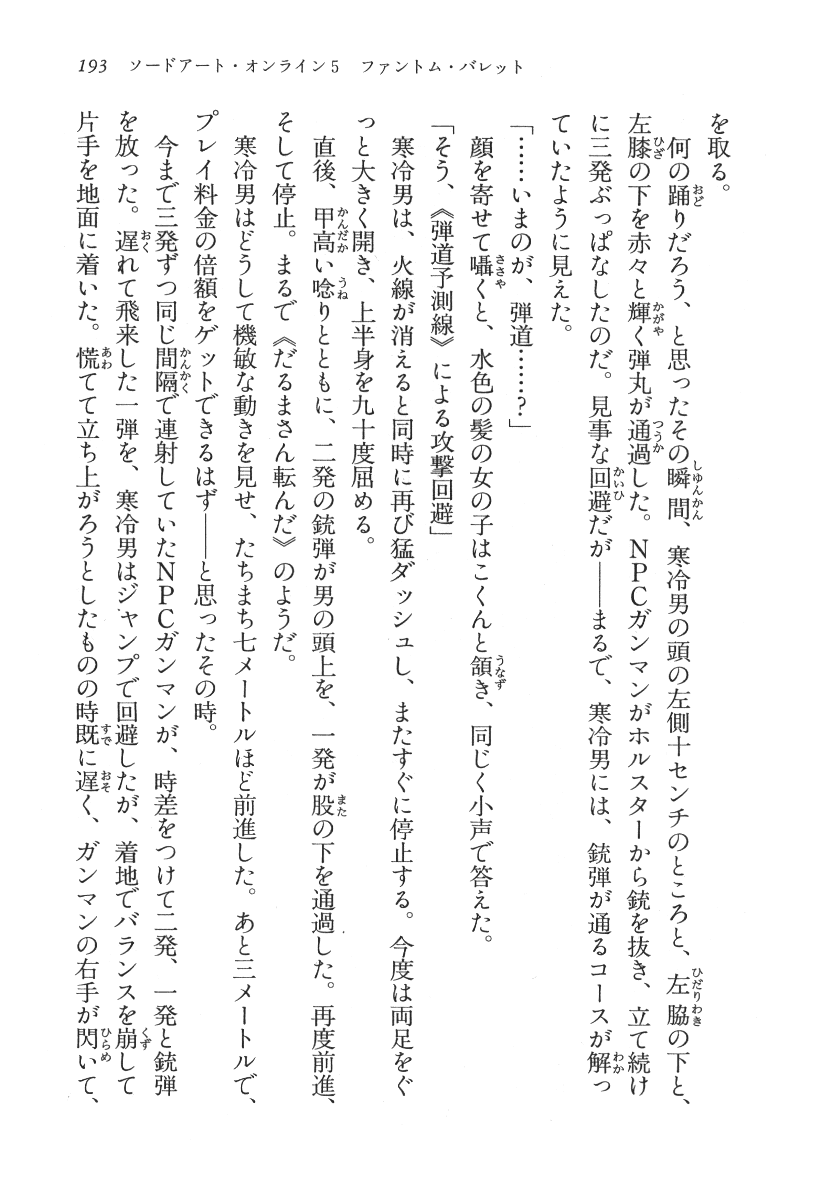 193 ソードアート・オンライン5 ファントム・バレット
を取る。
何の踊りだろう、と思ったその瞬間、寒冷男の頭の左側十センチのところと、左脇の下と、
左膝の下を赤々と輝く弾丸が通過した。NPCガンマンがホルスターから銃を抜き、立て続け
に三発ぶっぱなしたのだ。見事な回避だが――まるで、寒冷男には、銃弾が通るコースが解っ
ていたように見えた。
「……いまのが、弾道……?」
顔を寄せて囁くと、水色の髪の女の子はこくんと頷き、同じく小声で答えた。
「そう、《弾道予測線》による攻撃回避」
寒冷男は、火線が消えると同時に再び猛ダッシュし、またすぐに停止する。今度は両足をぐ
っと大きく開き、上半身を九十度屈める。
直後、甲高い唸りとともに、二発の銃弾が男の頭上を、一発が股の下を通過した。再度前進、
そして停止。まるで《だるまさん転んだ》のようだ。
寒冷男はどうして機敏な動きを見せ、たちまち七メートルほど前進した。あと三メートルで、
プレイ料金の倍額をゲットできるはず――と思ったその時。
今まで三発ずつ同じ間隔で連射していたNPCガンマンが、時差をつけて二発、一発と銃弾
を放った。遅れて飛来した一弾を、寒冷男はジャンプで回避したが、着地でバランスを崩して
片手を地面に着いた。慌てて立ち上がろうとしたものの時既に遅く、ガンマンの右手が閃いて、